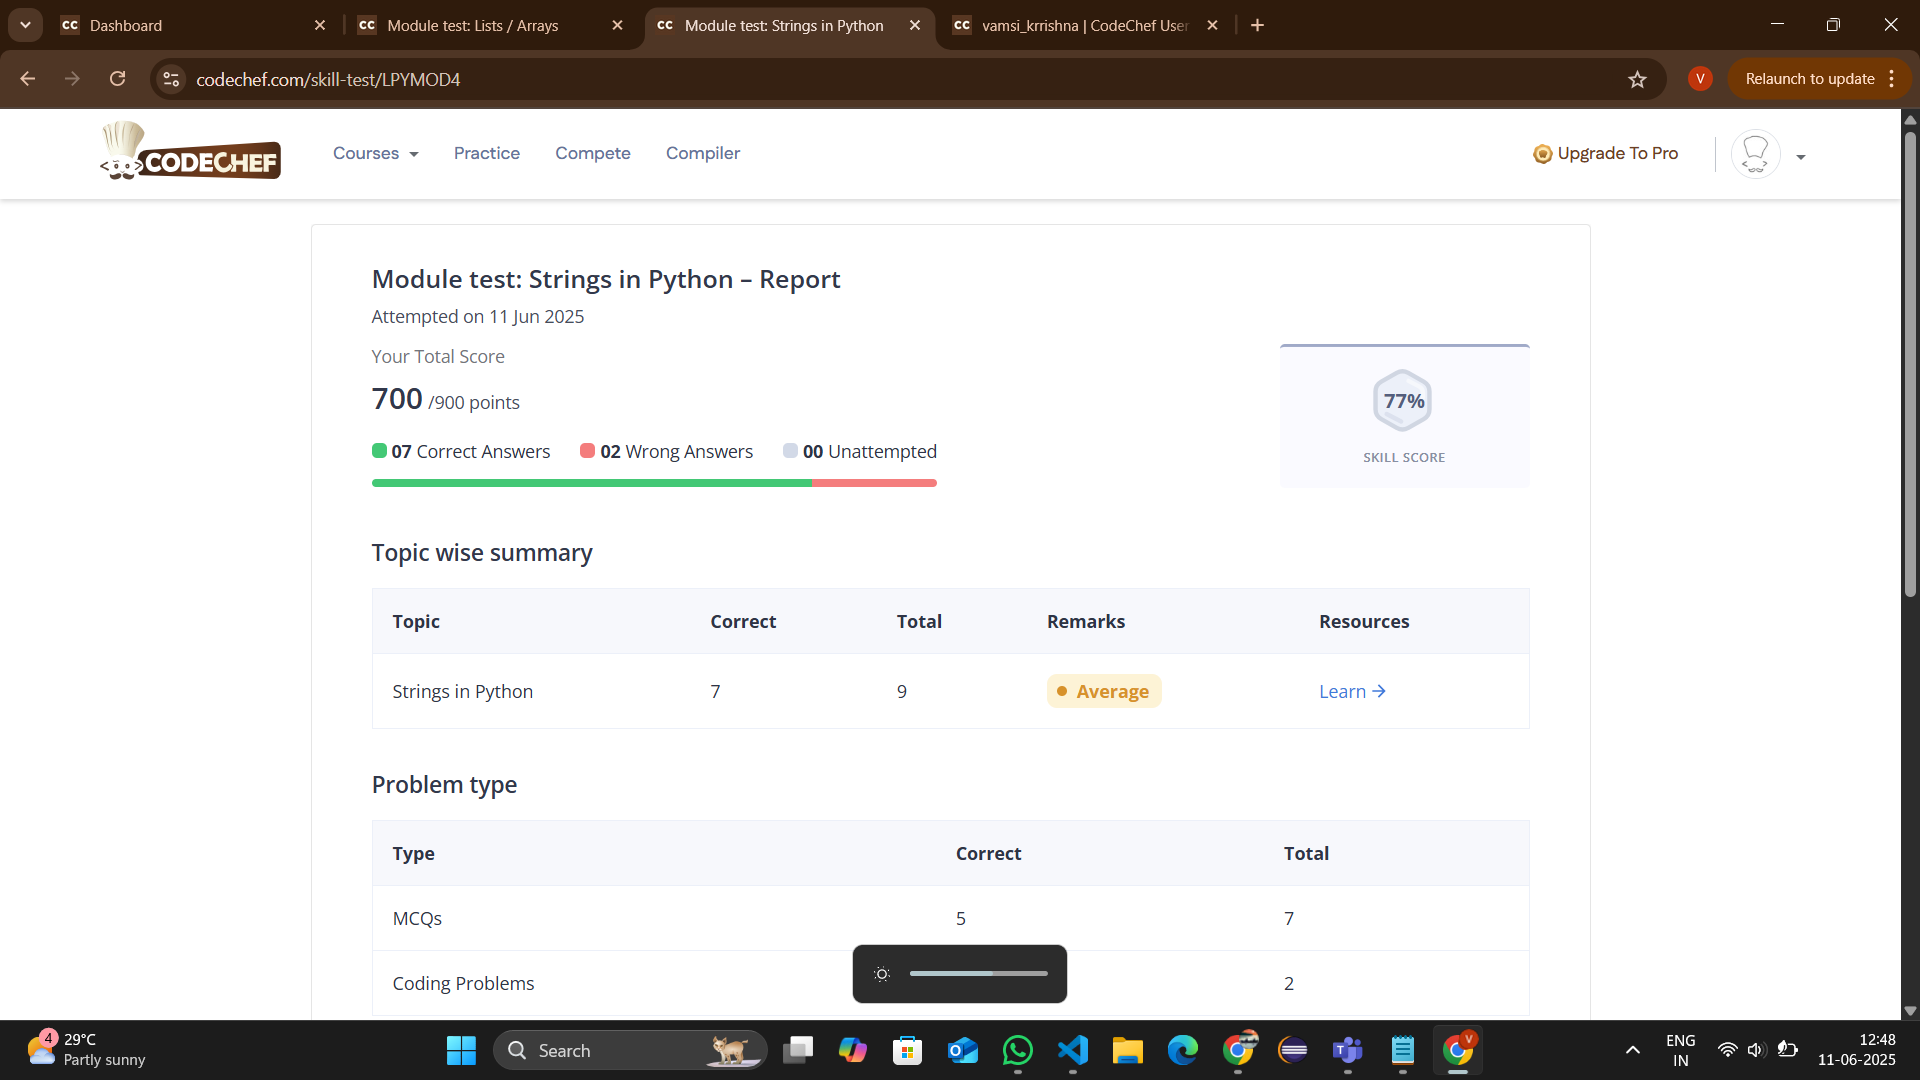 CC Dashboard
CC Module test: Lists / Arrays
CC Module test: Strings in Python
CC vamsi_krrishna | CodeChef User
codechef.com/skill-test/LPYMOD4
V
Relaunch to update
CODECHEF
Courses
Practice
Compete
Compiler
Upgrade To Pro
Module test: Strings in Python – Report
Attempted on 11 Jun 2025
Your Total Score
700 /900 points
77%
07 Correct Answers
02 Wrong Answers
00 Unattempted
SKILL SCORE
Topic wise summary
Topic Correct Total Remarks Resources
Strings in Python 7 9 Average Learn →
Problem type
Type Correct Total
MCQs 5 7
Coding Problems 2
4
29°C
Partly sunny
Search
V
ENG
IN
12:48
11-06-2025